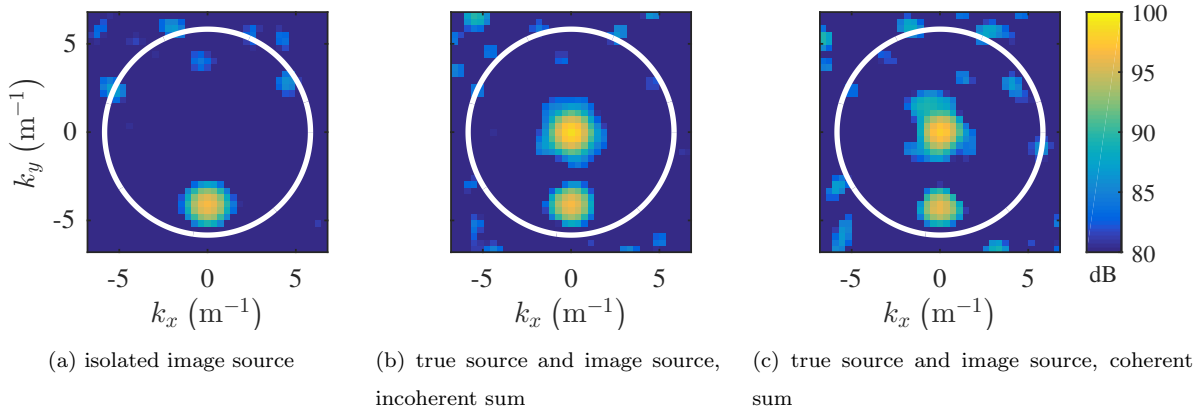 5
0
-5
k_y (m⁻¹)
-5 0 5
k_x (m⁻¹)
-5 0 5
k_x (m⁻¹)
-5 0 5
k_x (m⁻¹)
100
95
90
85
80
dB
(a) isolated image source
(b) true source and image source,
incoherent sum
(c) true source and image source, coherent
sum